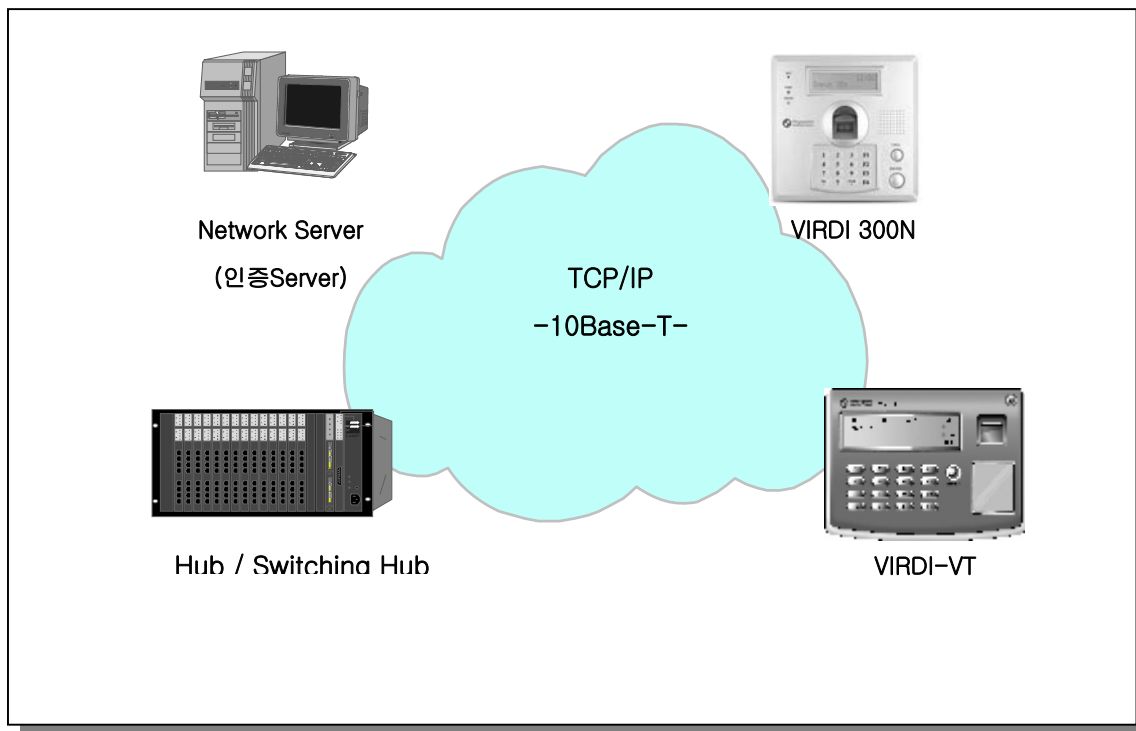 Network Server
(인증Server)
VIRDI 300N
TCP/IP
-10Base-T-
Hub / Switching Hub
VIRDI-VT